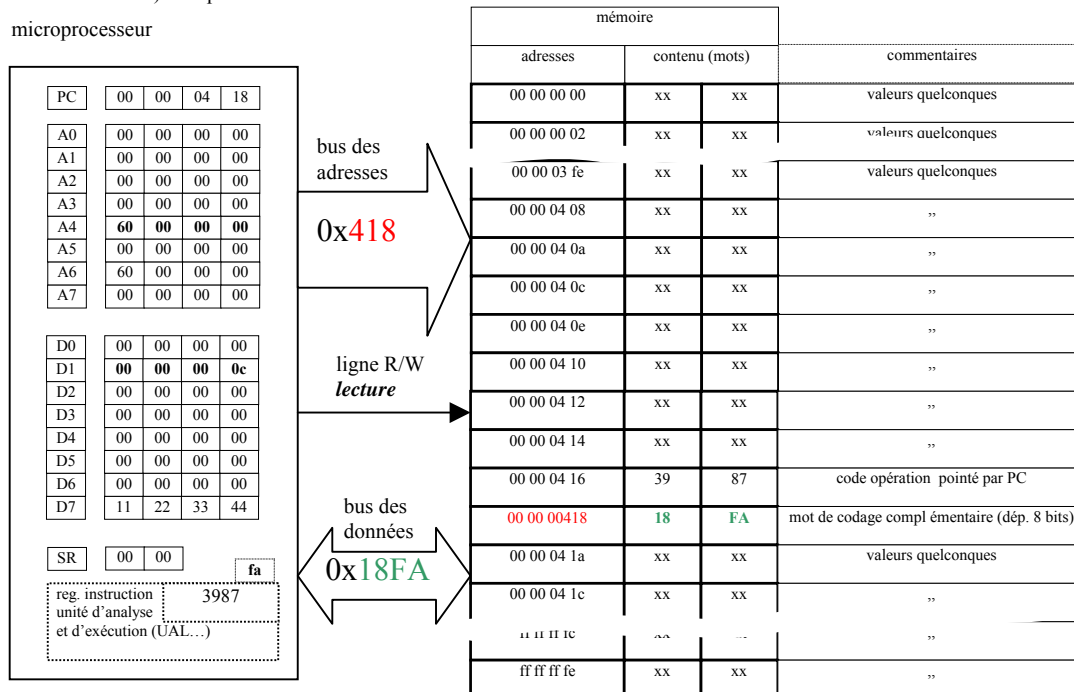 microprocesseur
PC 00 00 04 18
A0 00 00 00 00
A1 00 00 00 00
A2 00 00 00 00
A3 00 00 00 00
A4 60 00 00 00
A5 00 00 00 00
A6 60 00 00 00
A7 00 00 00 00
D0 00 00 00 00
D1 00 00 00 0c
D2 00 00 00 00
D3 00 00 00 00
D4 00 00 00 00
D5 00 00 00 00
D6 00 00 00 00
D7 11 22 33 44
SR 00 00
fa
reg. instruction 3987
unité d'analyse
et d'exécution (UAL…)
bus des
adresses
0x418
ligne R/W
lecture
bus des
données
0x18FA
mémoire
adresses contenu (mots) commentaires
00 00 00 00 xx xx valeurs quelconques
00 00 00 02 xx xx valeurs quelconques
00 00 03 fe xx xx valeurs quelconques
00 00 04 08 xx xx ,,
00 00 04 0a xx xx ,,
00 00 04 0c xx xx ,,
00 00 04 0e xx xx ,,
00 00 04 10 xx xx ,,
00 00 04 12 xx xx ,,
00 00 04 14 xx xx ,,
00 00 04 16 39 87 code opération pointé par PC
00 00 00418 18 FA mot de codage compl émentaire (dép. 8 bits)
00 00 04 1a xx xx valeurs quelconques
00 00 04 1c xx xx ,,
ff ff ff fc xx ,,
ff ff ff fe xx xx ,,